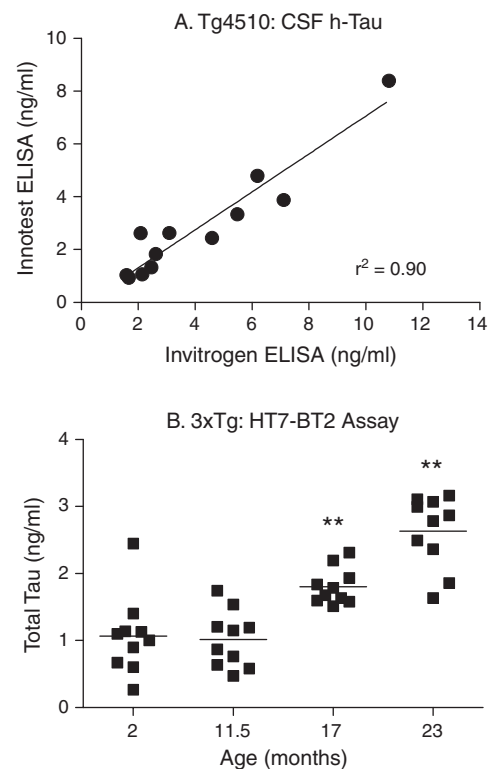 A. Tg4510: CSF h-Tau
10
8
6
4
2
0
Innotest ELISA (ng/ml)
r² = 0.90
0 2 4 6 8 10 12 14
Invitrogen ELISA (ng/ml)
B. 3xTg: HT7-BT2 Assay
4
3
2
1
0
Total Tau (ng/ml)
**
**
2 11.5 17 23
Age (months)